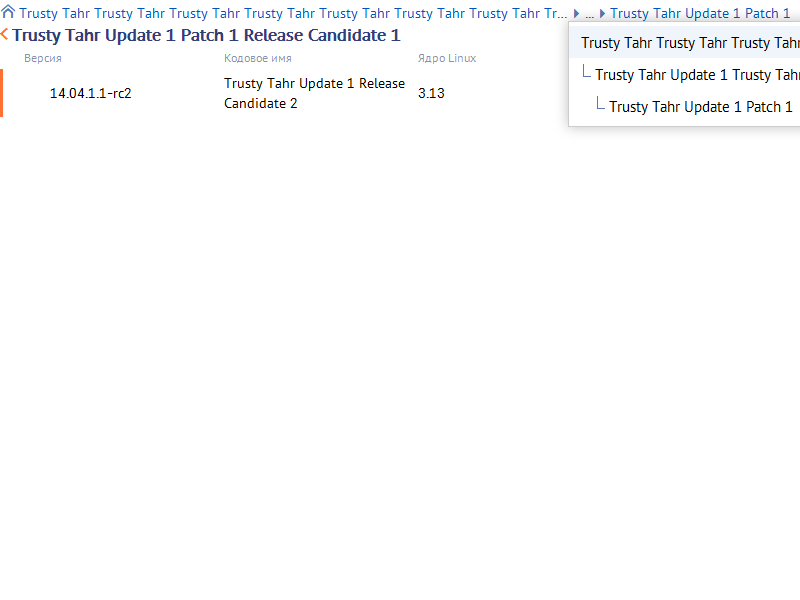 Trusty Tahr Trusty Tahr Trusty Tahr Trusty Tahr Trusty Tahr Trusty Tahr Trusty Tahr Tr... ... Trusty Tahr Update 1 Patch 1
Trusty Tahr Update 1 Patch 1 Release Candidate 1
Trusty Tahr Trusty Tahr Trusty Tahr
Версия Кодовое имя Ядро Linux
Trusty Tahr Update 1 Trusty Tahr
14.04.1.1-rc2
Trusty Tahr Update 1 Release
Candidate 2
3.13
Trusty Tahr Update 1 Patch 1